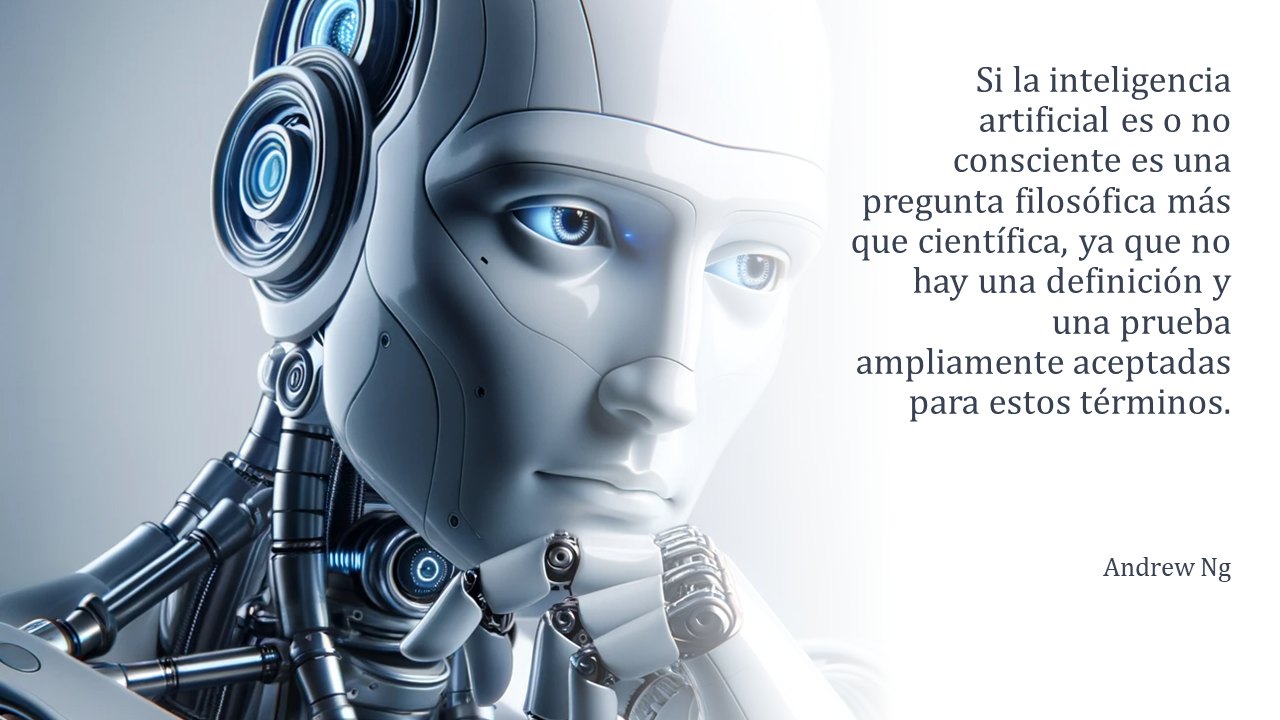 Si la inteligencia
artificial es o no
consciente es una
pregunta filosófica más
que científica, ya que no
hay una definición y
una prueba
ampliamente aceptadas
para estos términos.
Andrew Ng